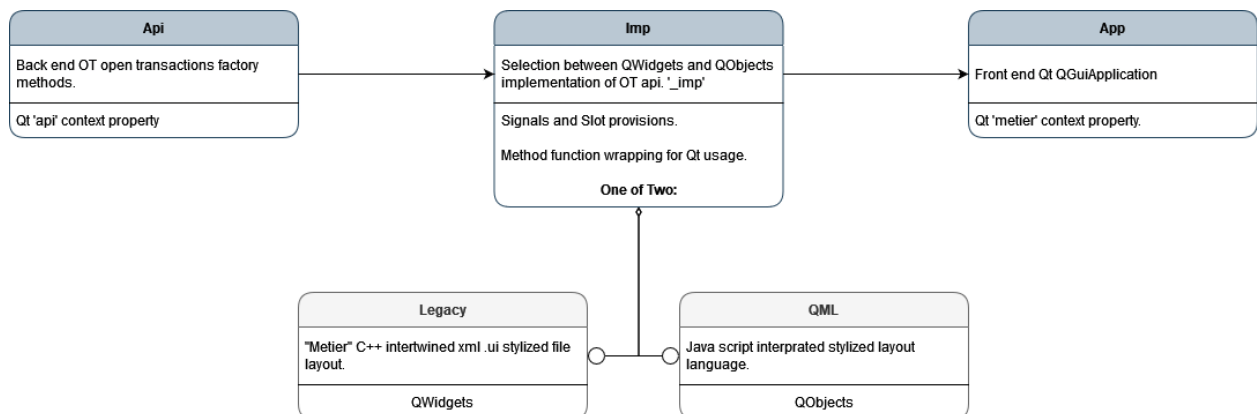 Api
Back end OT open transactions factory
methods.
Qt 'api' context property
Imp
Selection between QWidgets and QObjects
implementation of OT api. '_imp'
Signals and Slot provisions.
Method function wrapping for Qt usage.
One of Two:
App
Front end Qt QGuiApplication
Qt 'metier' context property.
Legacy
"Metier" C++ intertwined xml .ui stylized file
layout.
QWidgets
QML
Java script interprated stylized layout
language.
QObjects